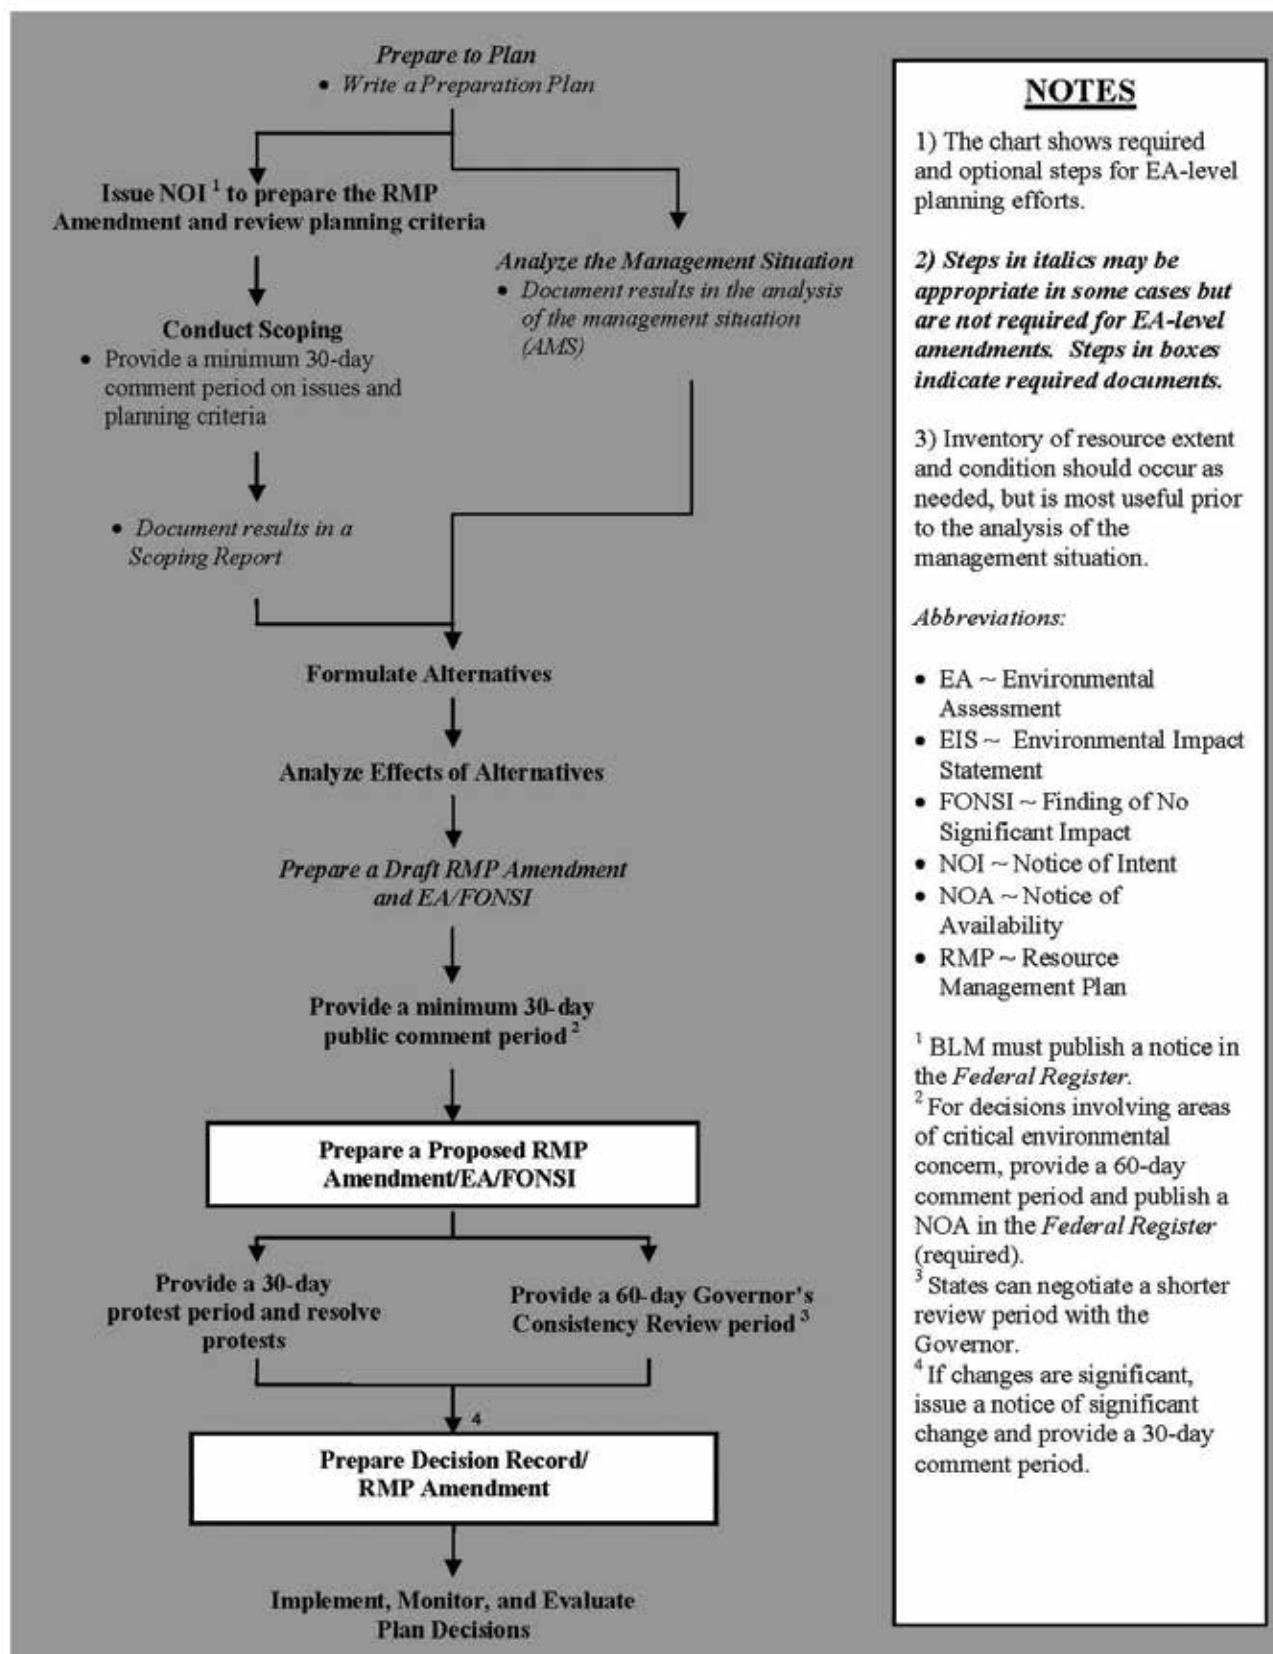 Prepare to Plan
• Write a Preparation Plan
Issue NOI 1 to prepare the RMP
Amendment and review planning criteria
Analyze the Management Situation
• Document results in the analysis
of the management situation
(AMS)
Conduct Scoping
• Provide a minimum 30-day
comment period on issues and
planning criteria
• Document results in a
Scoping Report
Formulate Alternatives
Analyze Effects of Alternatives
Prepare a Draft RMP Amendment
and EA/FONSI
Provide a minimum 30-day
public comment period 2
Prepare a Proposed RMP
Amendment/EA/FONSI
Provide a 30-day
protest period and resolve
protests
Provide a 60-day Governor's
Consistency Review period 3
4
Prepare Decision Record/
RMP Amendment
Implement, Monitor, and Evaluate
Plan Decisions
NOTES
1) The chart shows required
and optional steps for EA-level
planning efforts.
2) Steps in italics may be
appropriate in some cases but
are not required for EA-level
amendments. Steps in boxes
indicate required documents.
3) Inventory of resource extent
and condition should occur as
needed, but is most useful prior
to the analysis of the
management situation.
Abbreviations:
• EA ~ Environmental
Assessment
• EIS ~ Environmental Impact
Statement
• FONSI ~ Finding of No
Significant Impact
• NOI ~ Notice of Intent
• NOA ~ Notice of
Availability
• RMP ~ Resource
Management Plan
1 BLM must publish a notice in
the Federal Register.
2 For decisions involving areas
of critical environmental
concern, provide a 60-day
comment period and publish a
NOA in the Federal Register
(required).
3 States can negotiate a shorter
review period with the
Governor.
4 If changes are significant,
issue a notice of significant
change and provide a 30-day
comment period.